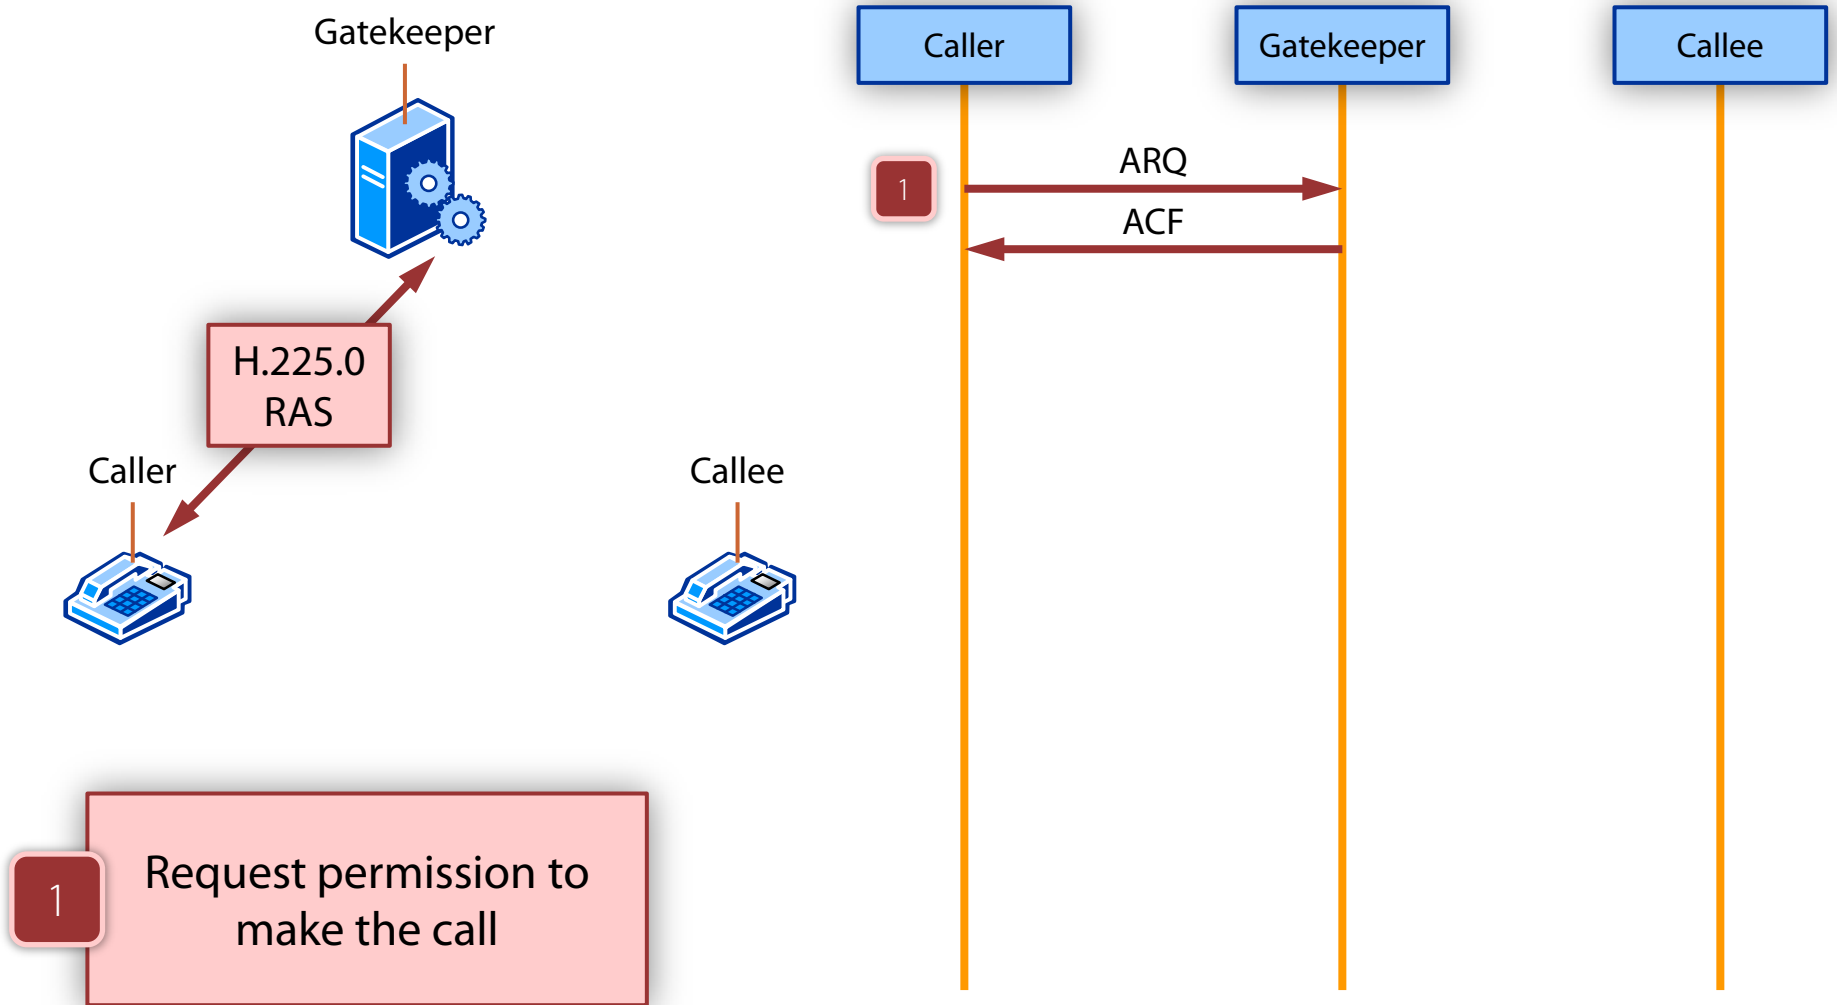 Gatekeeper
H.225.0
RAS
Caller
Callee
1
Request permission to
make the call
Caller
Gatekeeper
Callee
1
ARQ
ACF